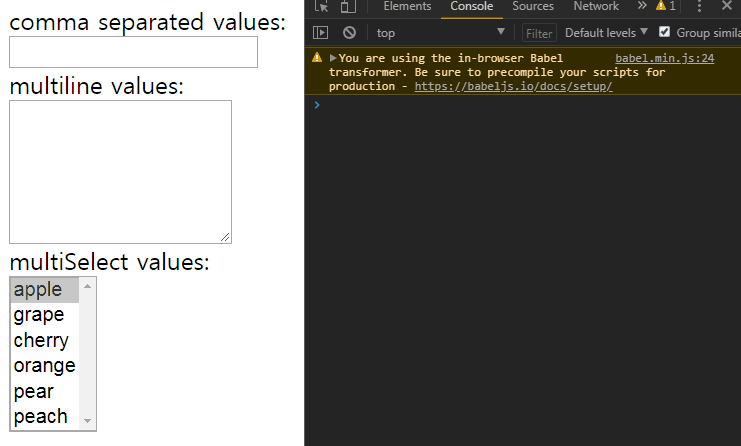 comma separated values:
multiline values:
multiSelect values:
apple
grape
cherry
orange
pear
peach
Elements Console Sources Network » 1
top Filter Default levels Group simila
You are using the in-browser Babel babel.min.js:24
transformer. Be sure to precompile your scripts for
production - https://babeljs.io/docs/setup/